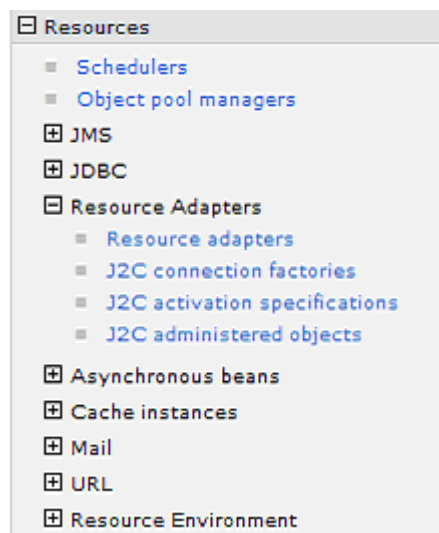 Resources
Schedulers
Object pool managers
JMS
JDBC
Resource Adapters
Resource adapters
J2C connection factories
J2C activation specifications
J2C administered objects
Asynchronous beans
Cache instances
Mail
URL
Resource Environment